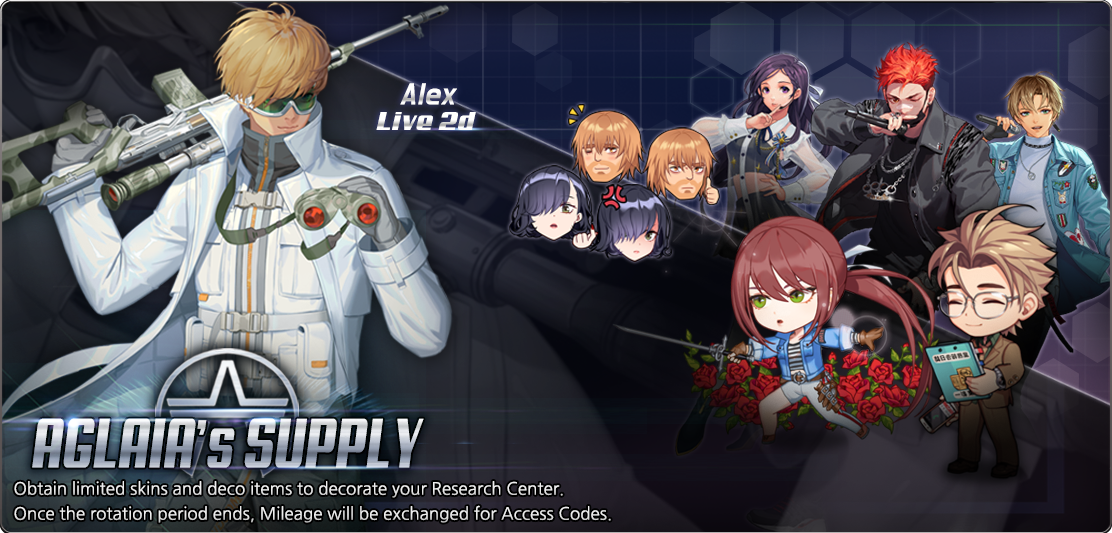 Alex
Live 2d
AGLAIA's SUPPLY
Obtain limited skins and deco items to decorate your Research Center.
Once the rotation period ends, Mileage will be exchanged for Access Codes.